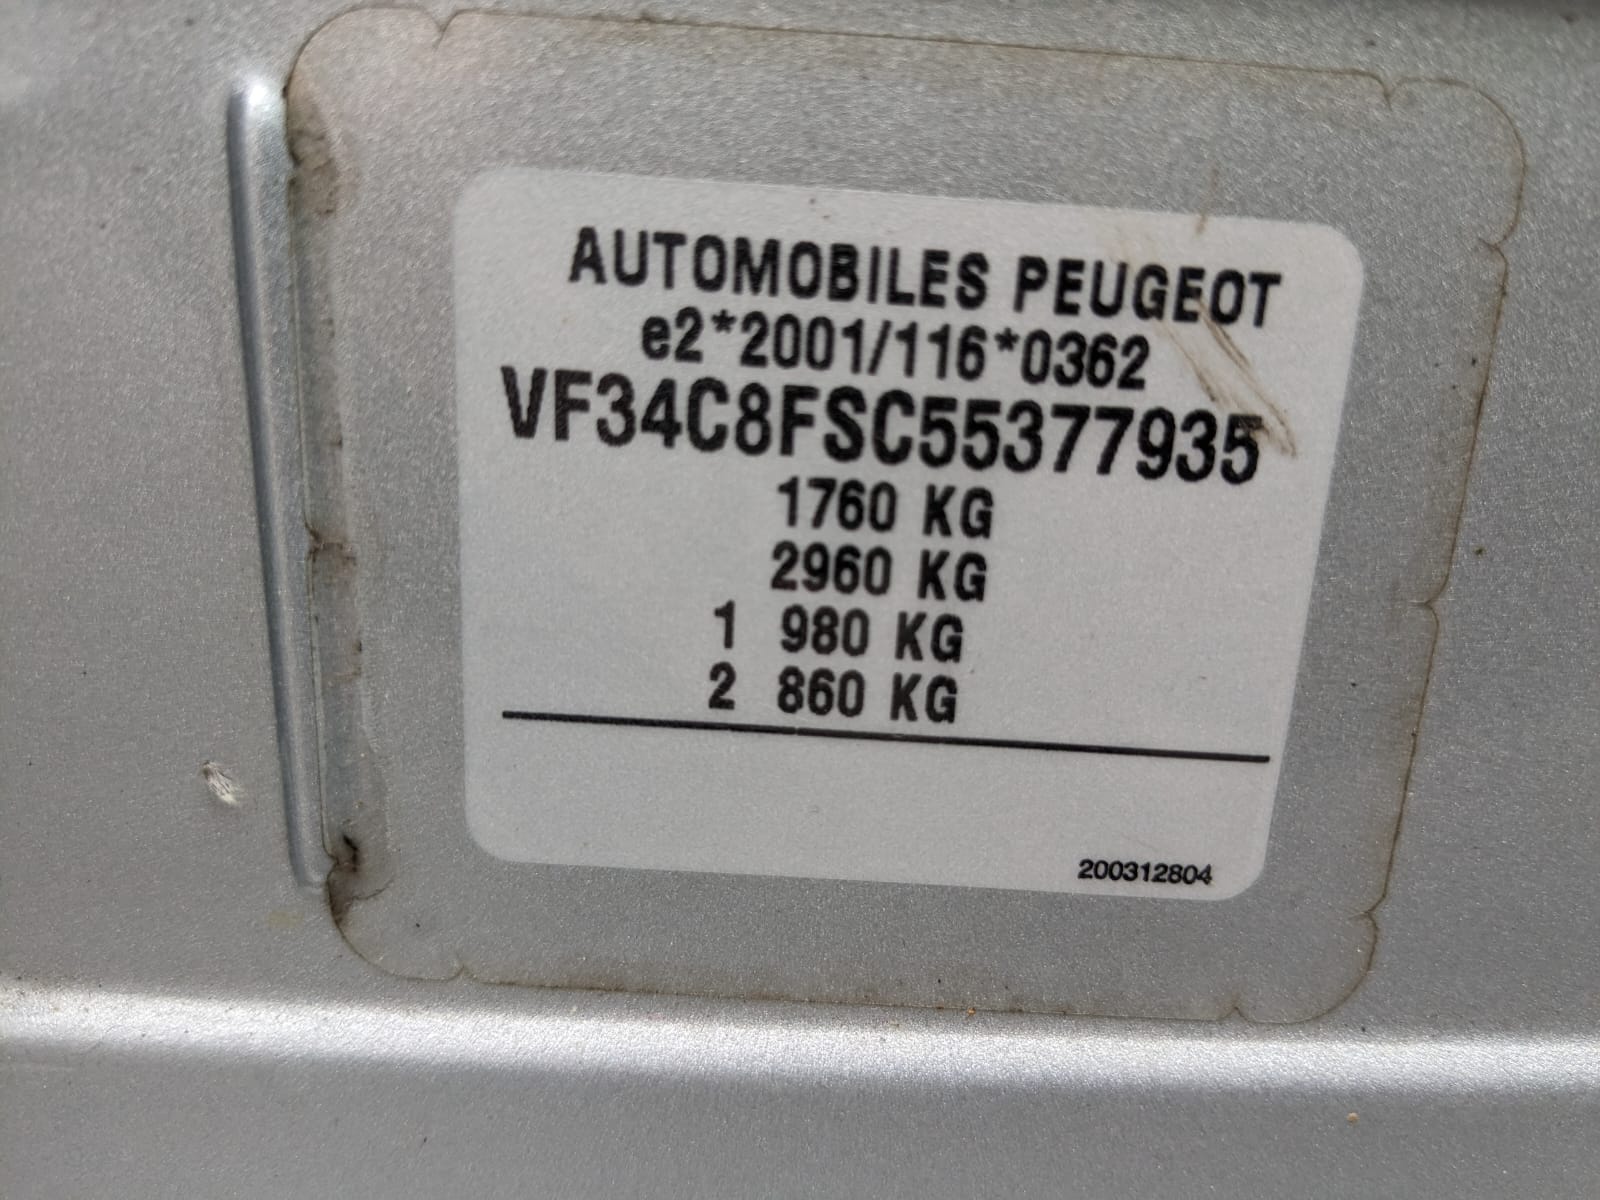 AUTOMOBILES PEUGEOT
e2*2001/116*0362
VF34C8FSC55377935
1760 KG
2960 KG
1 980 KG
2 860 KG
200312804